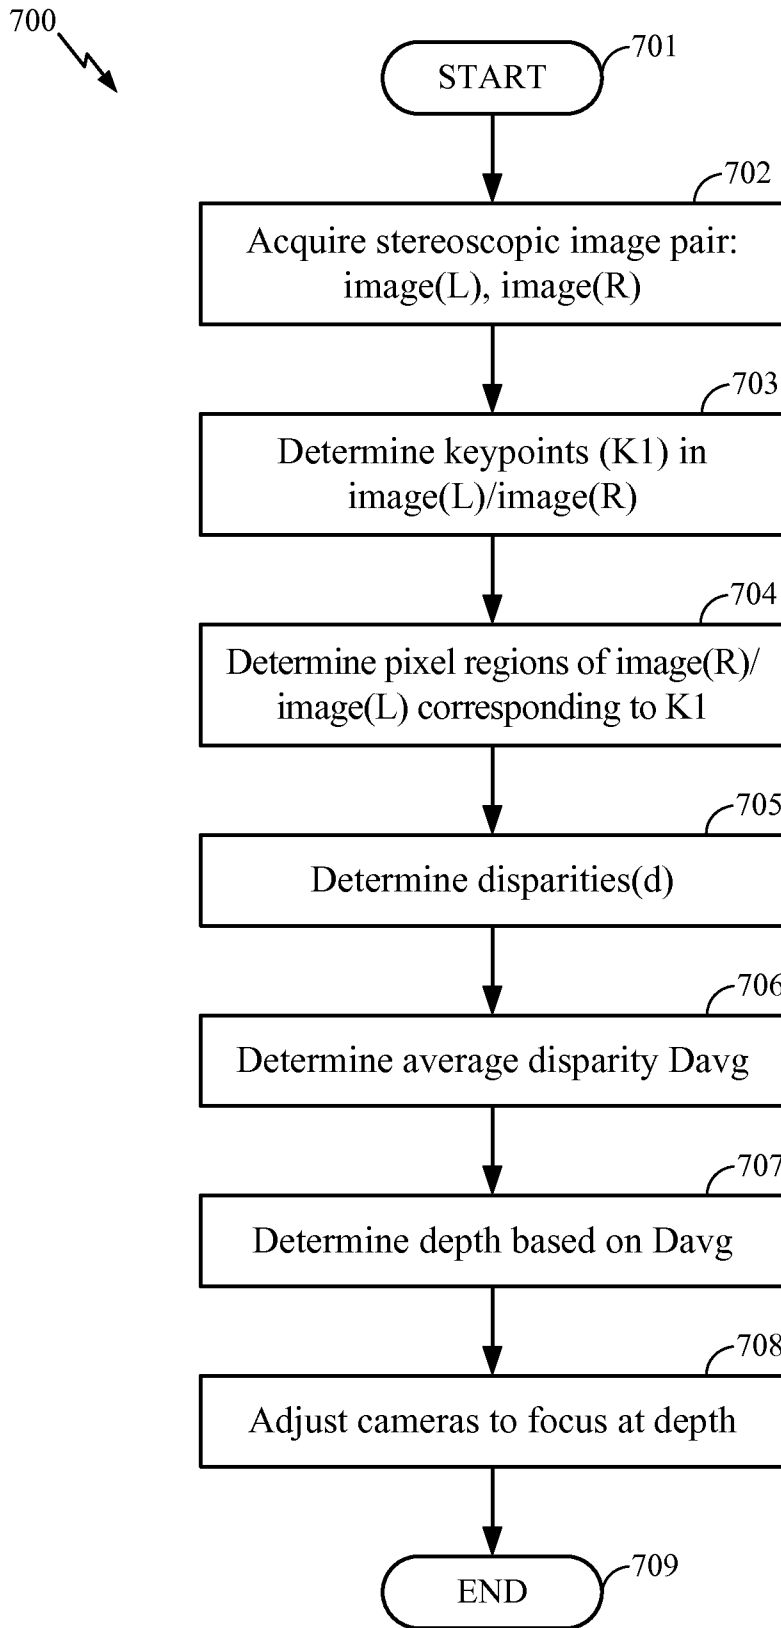 700
START
701
702
Acquire stereoscopic image pair:
image(L), image(R)
703
Determine keypoints (K1) in
image(L)/image(R)
704
Determine pixel regions of image(R)/
image(L) corresponding to K1
705
Determine disparities(d)
706
Determine average disparity Davg
707
Determine depth based on Davg
708
Adjust cameras to focus at depth
END
709